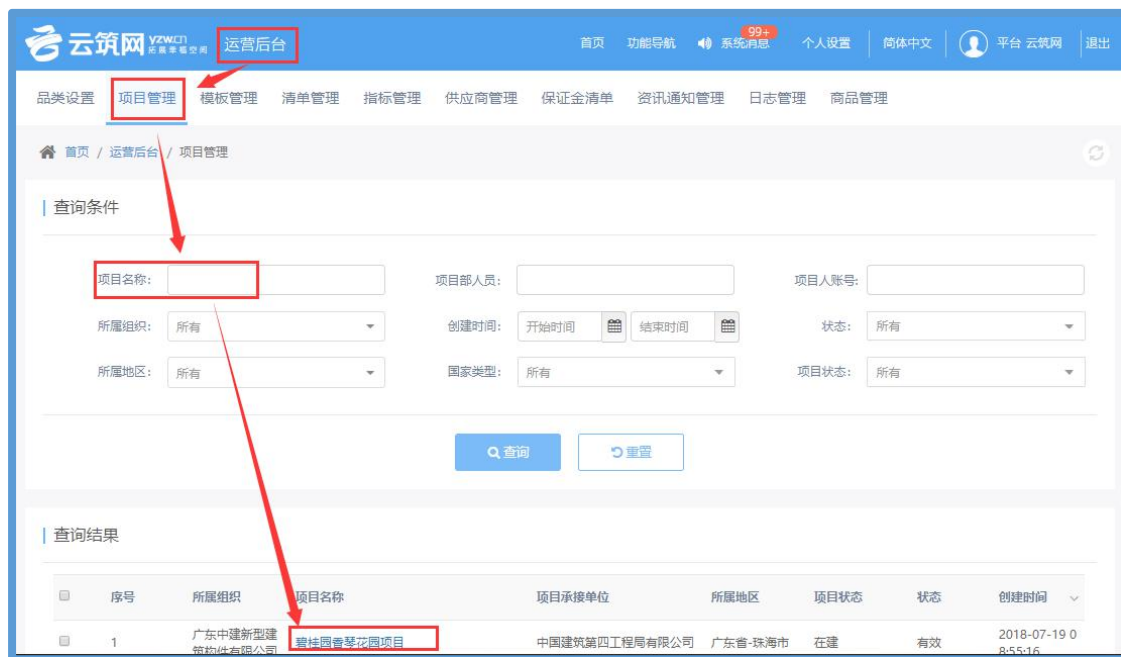 云筑网 yzw.cn 拓展幸福空间 运营后台 首页 功能导航 系统消息 99+ 个人设置 简体中文 平台 云筑网 退出
品类设置 项目管理 模板管理 清单管理 指标管理 供应商管理 保证金清单 资讯通知管理 日志管理 商品管理
首页 / 运营后台 / 项目管理
查询条件
项目名称: 项目部人员: 项目人账号:
所属组织: 所有 创建时间: 开始时间 结束时间 状态: 所有
所属地区: 所有 国家类型: 所有 项目状态: 所有
查询 重置
查询结果
序号 所属组织 项目名称 项目承接单位 所属地区 项目状态 状态 创建时间
1 广东中建新型建筑构件有限公司 碧桂园香琴花园项目 中国建筑第四工程局有限公司 广东省-珠海市 在建 有效 2018-07-19 08:55:16